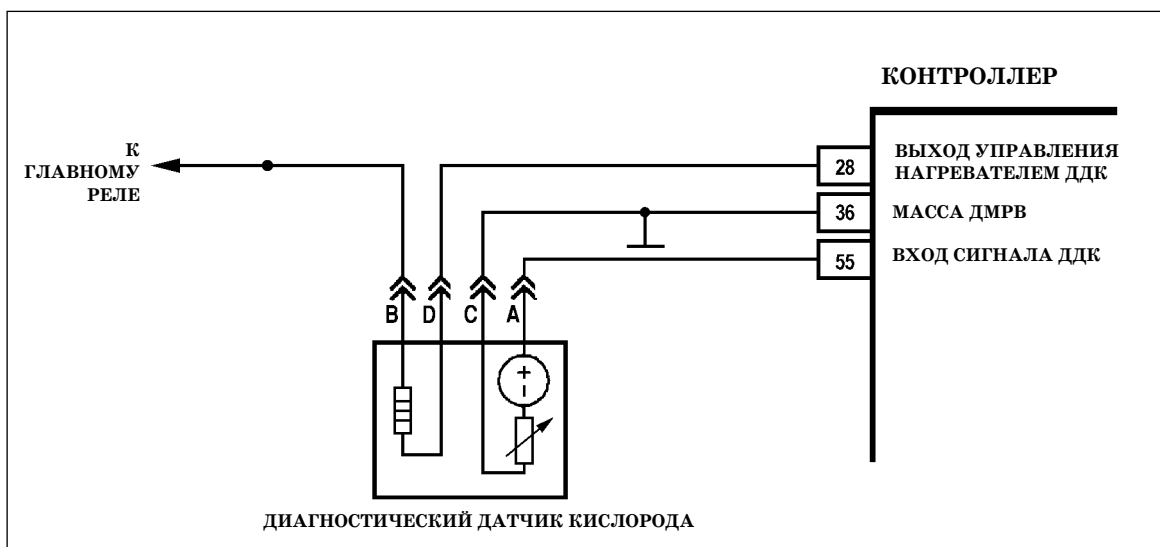 КОНТРОЛЛЕР
К
ГЛАВНОМУ
РЕЛЕ
28
ВЫХОД УПРАВЛЕНИЯ
НАГРЕВАТЕЛЕМ ДДК
36
МАССА ДМРВ
55
ВХОД СИГНАЛА ДДК
B D C A
ДИАГНОСТИЧЕСКИЙ ДАТЧИК КИСЛОРОДА